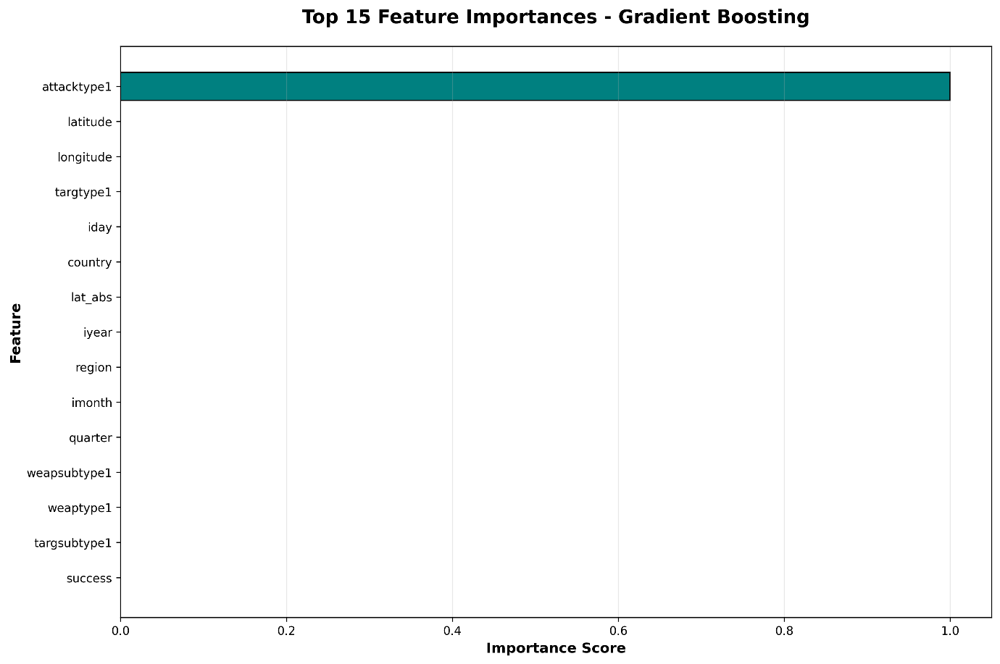 Top 15 Feature Importances - Gradient Boosting
attacktype1
latitude
longitude
targtype1
iday
country
lat_abs
iyear
region
imonth
quarter
weapsubtype1
weaptype1
targsubtype1
success
Feature
0.0 0.2 0.4 0.6 0.8 1.0
Importance Score